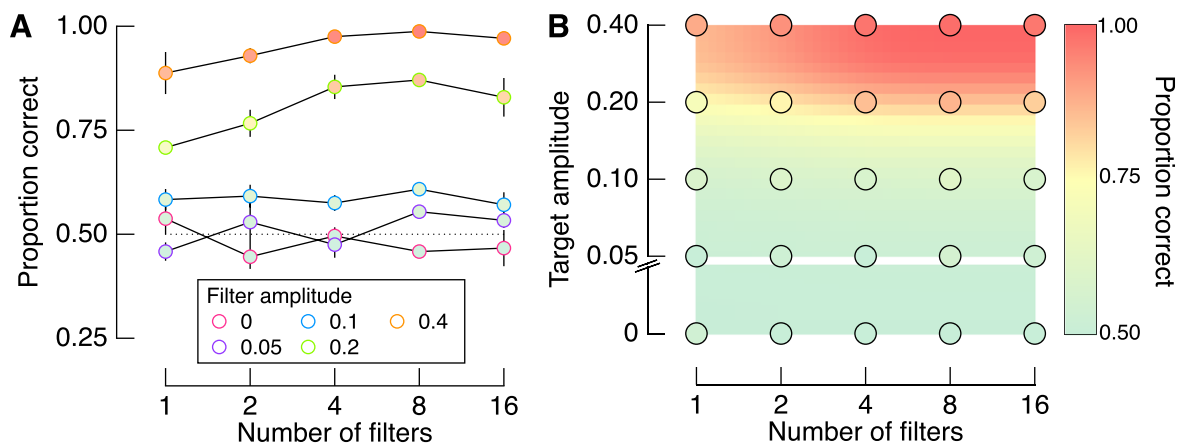 A
Proportion correct
1.00
0.75
0.50
0.25
Filter amplitude
0 0.1 0.4
0.05 0.2
1 2 4 8 16
Number of filters
B
Target amplitude
0.40
0.20
0.10
0.05
0
1 2 4 8 16
Number of filters
1.00
0.75
0.50
Proportion correct